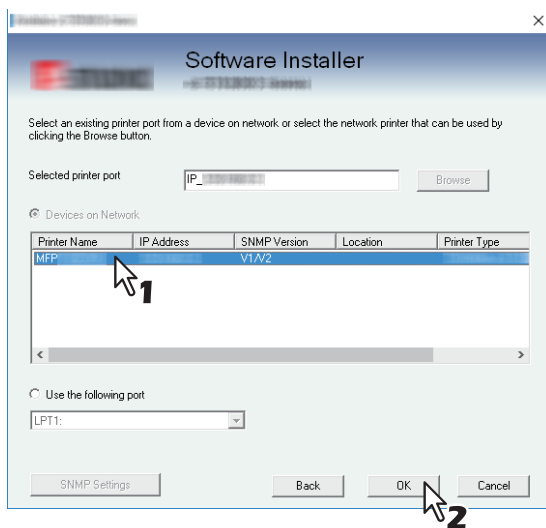 Software Installer
Select an existing printer port from a device on network or select the network printer that can be used by
clicking the Browse button.
Selected printer port IP_ Browse
Devices on Network
Printer Name IP Address SNMP Version Location Printer Type
MFP V1/V2
1
Use the following port
LPT1:
SNMP Settings Back OK Cancel
2